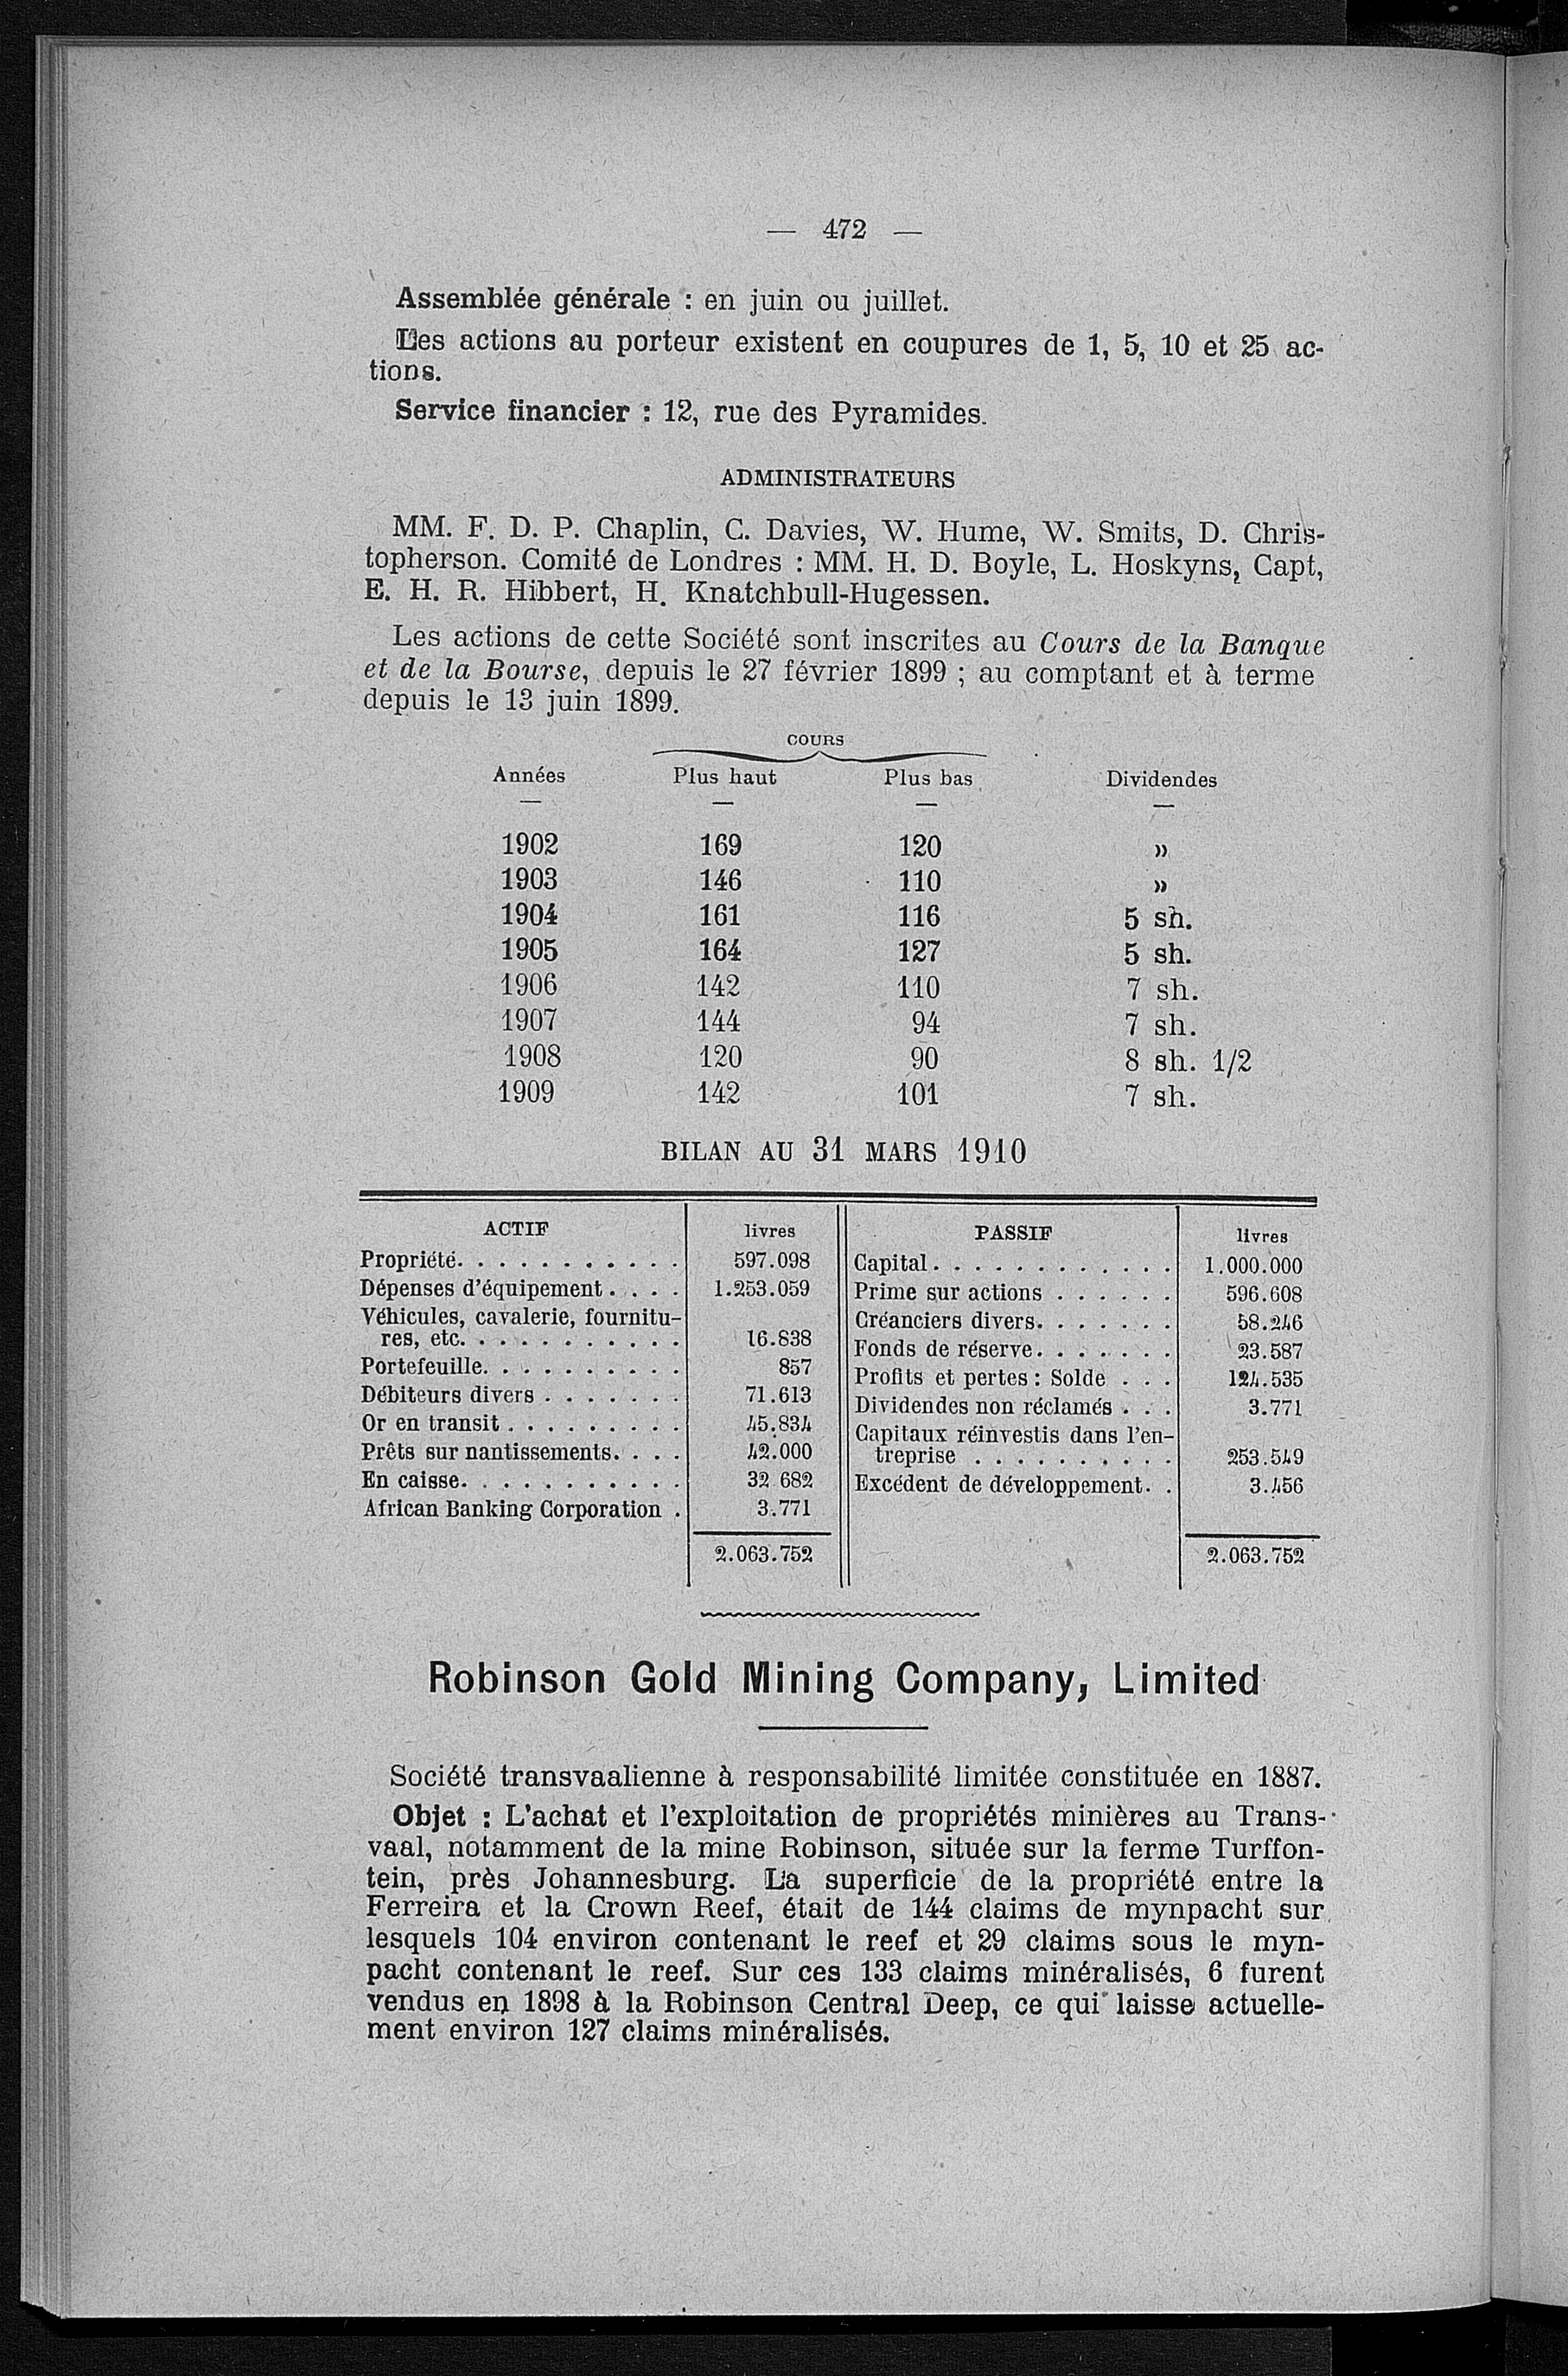 — 472 —
Assemblée générale : en juin ou juillet.
Les actions au porteur existent en coupures de 1, 5, 10 et 25 ac-
tions.
Service financier : 12, rue des Pyramides.
ADMINISTRATEURS
MM. F. D. P. Chaplin, C. Davies, W. Hume, W. Smits, D. Chris-
topherson. Comité de Londres : MM. H. D. Boyle, L. Hoskyns, Capt,
E. H. R. Hibbert, H. Knatchbull-Hugessen.
Les actions de cette Société sont inscrites au Cours de la Banque
et de la Bourse, depuis le 27 février 1899 ; au comptant et à terme
depuis le 13 juin 1899.
COURS
Années Plus haut Plus bas Dividendes
1902 169 120 »
1903 146 110 »
1904 161 116 5 sh.
1905 164 127 5 sh.
1906 142 110 7 sh.
1907 144 94 7 sh.
1908 120 90 8 sh. 1/2
1909 142 101 7 sh.
BILAN AU 31 MARS 1910
ACTIF livres
Propriété. . . . . . . . . . . . 597.098
Dépenses d'équipement . . . . 1.253.059
Véhicules, cavalerie, fournitu-
res, etc. . . . . . . . . . . . 16.838
Portefeuille. . . . . . . . . . . 857
Débiteurs divers . . . . . . . 71.613
Or en transit . . . . . . . . . 45.834
Prêts sur nantissements. . . . 42.000
En caisse. . . . . . . . . . . . 32 682
African Banking Corporation . 3.771
2.063.752
PASSIF livres
Capital . . . . . . . . . . . . 1.000.000
Prime sur actions . . . . . . 596.608
Créanciers divers. . . . . . . 58.246
Fonds de réserve. . . . . . . 23.587
Profits et pertes : Solde . . . 124.535
Dividendes non réclamés . . . 3.771
Capitaux réinvestis dans l'en-
treprise . . . . . . . . . . 253.549
Excédent de développement. . 3.456
2.063.752
Robinson Gold Mining Company, Limited
Société transvaalienne à responsabilité limitée constituée en 1887.
Objet : L'achat et l'exploitation de propriétés minières au Trans-
vaal, notamment de la mine Robinson, située sur la ferme Turffon-
tein, près Johannesburg. La superficie de la propriété entre la
Ferreira et la Crown Reef, était de 144 claims de mynpacht sur
lesquels 104 environ contenant le reef et 29 claims sous le myn-
pacht contenant le reef. Sur ces 133 claims minéralisés, 6 furent
vendus en 1898 à la Robinson Central Deep, ce qui laisse actuelle-
ment environ 127 claims minéralisés.